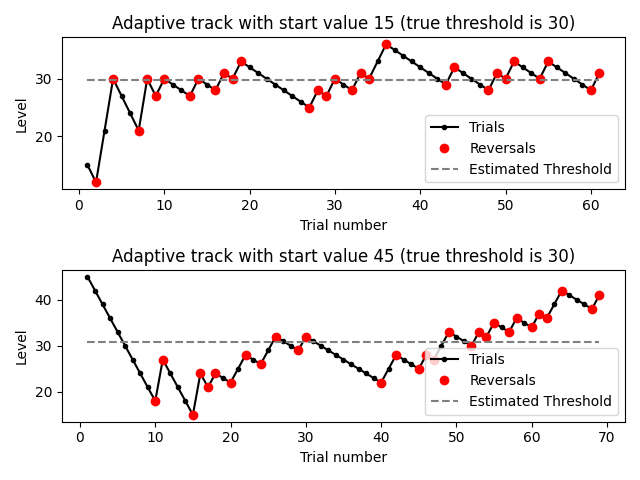 Adaptive track with start value 15 (true threshold is 30)
30
20
Level
Trials
Reversals
Estimated Threshold
0 10 20 30 40 50 60
Trial number
Adaptive track with start value 45 (true threshold is 30)
40
30
20
Level
Trials
Reversals
Estimated Threshold
0 10 20 30 40 50 60 70
Trial number